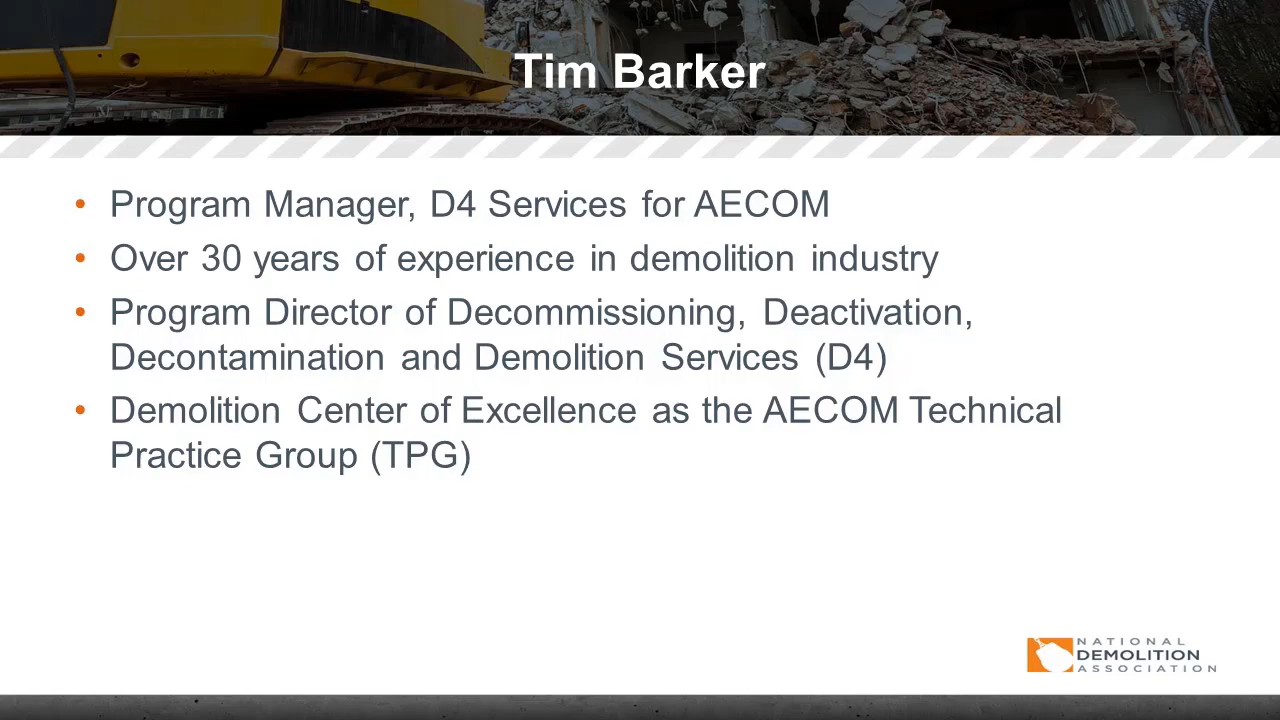 Tim Barker
• Program Manager, D4 Services for AECOM
• Over 30 years of experience in demolition industry
• Program Director of Decommissioning, Deactivation,
Decontamination and Demolition Services (D4)
• Demolition Center of Excellence as the AECOM Technical
Practice Group (TPG)
NATIONAL
DEMOLITION
ASSOCIATION